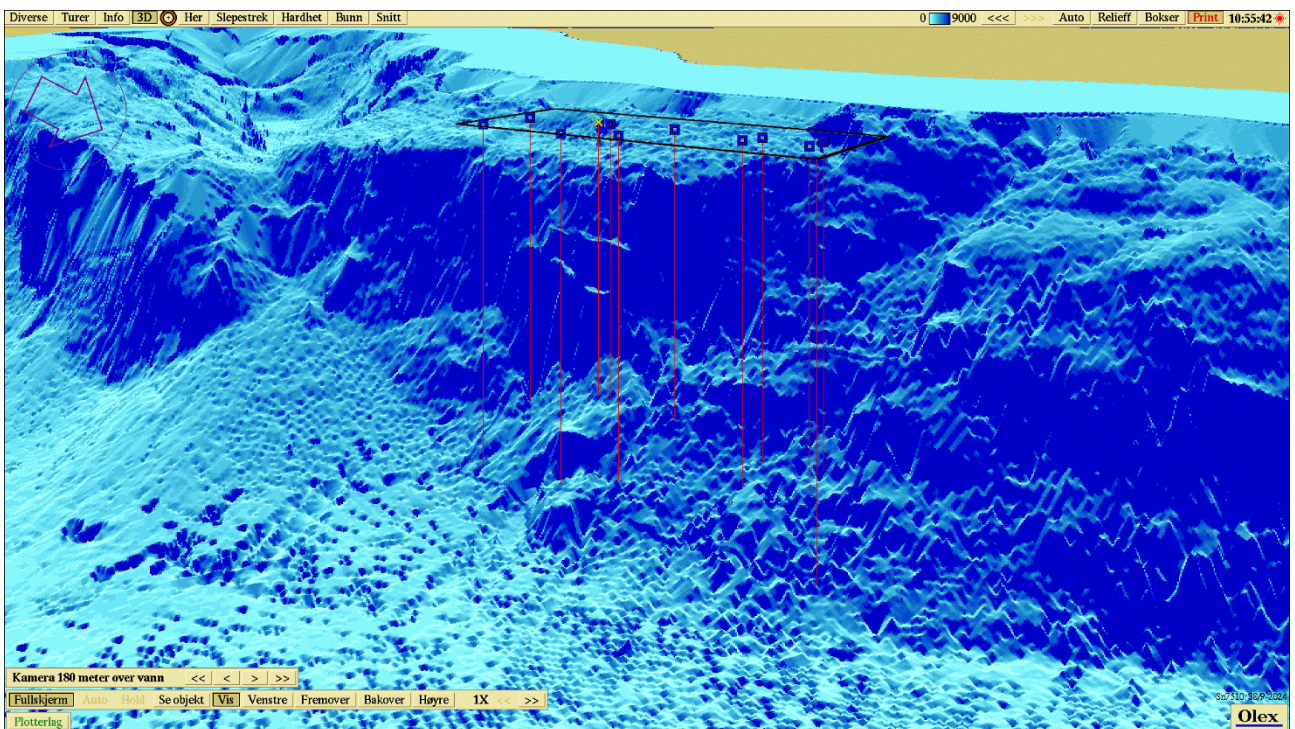 Diverse Turer Info 3D Her Slepestrek Hardhet Bunn Snitt 0 9000 <<< >>> Auto Relieff Bokser Print 10:55:42
Kamera 180 meter over vann << < > >>
Fullskjerm Auto Hold Se objekt Vis Venstre Fremover Bakover Høyre 1X << >>
Plotterlag
Olex